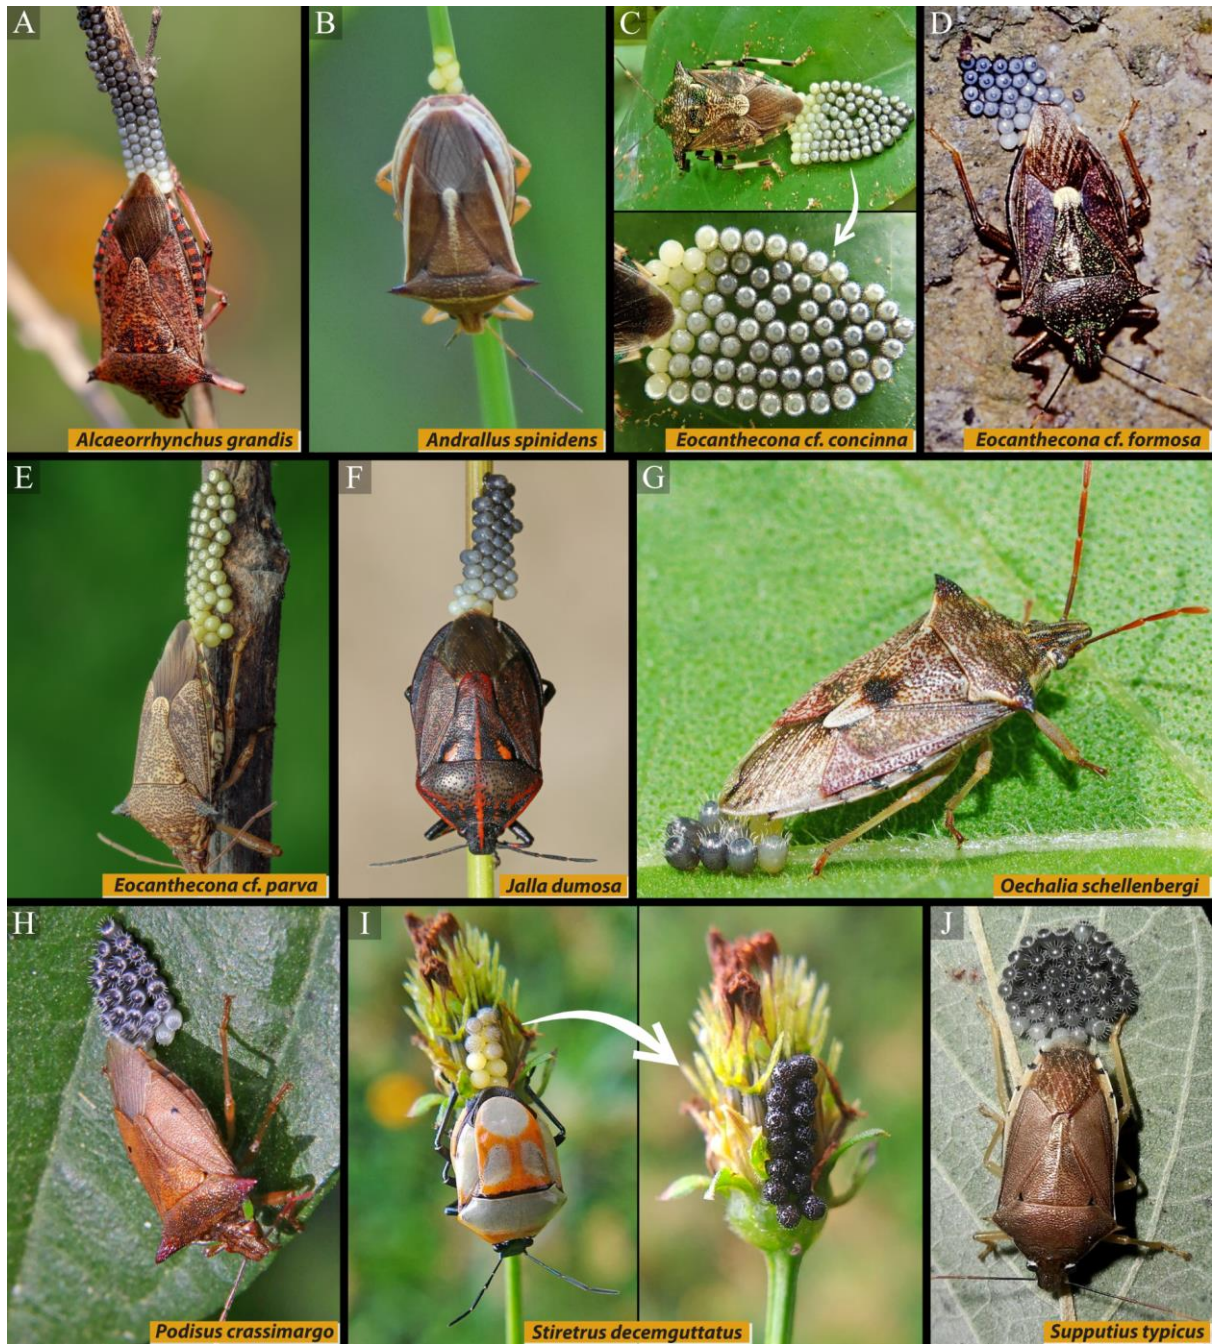 A
B
C
D
Alcaeorrhynchus grandis
Andrallus spinidens
Eocanthecona cf. concinna
Eocanthecona cf. formosa
E
F
G
Eocanthecona cf. parva
Jalla dumosa
Oechalia schellenbergi
H
I
J
Podisus crassimargo
Stiretrus decemguttatus
Supputius typicus